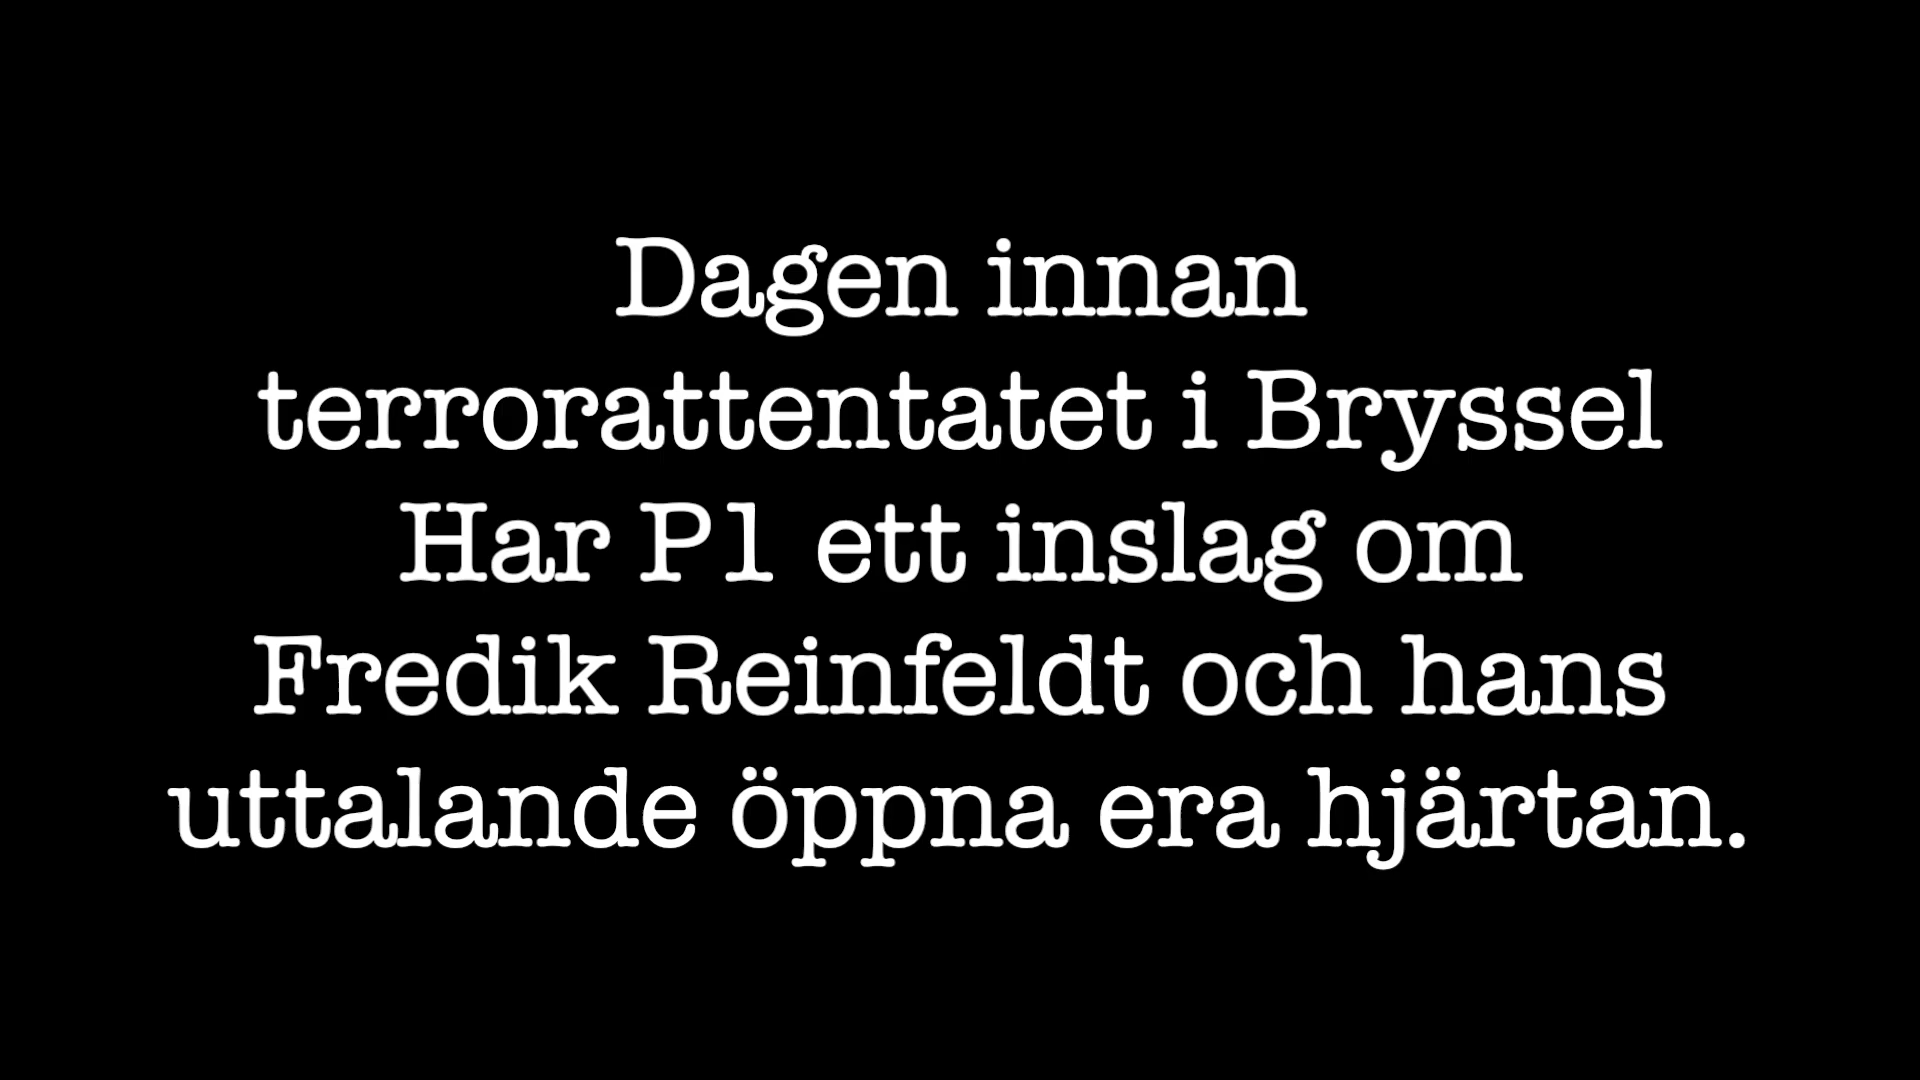 Dagen innan
terrorattentatet i Bryssel
Har P1 ett inslag om
Fredik Reinfeldt och hans
uttalande öppna era hjärtan.